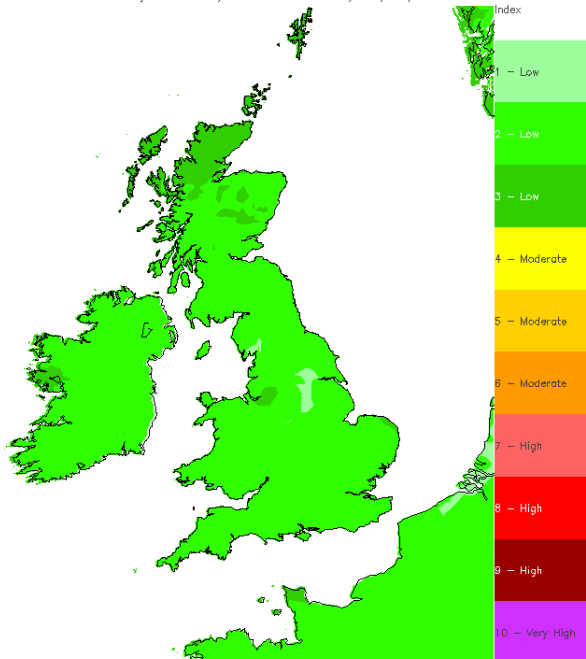 Index
1 – Low
2 – Low
3 – Low
4 – Moderate
5 – Moderate
6 – Moderate
7 – High
8 – High
9 – High
10 – Very High